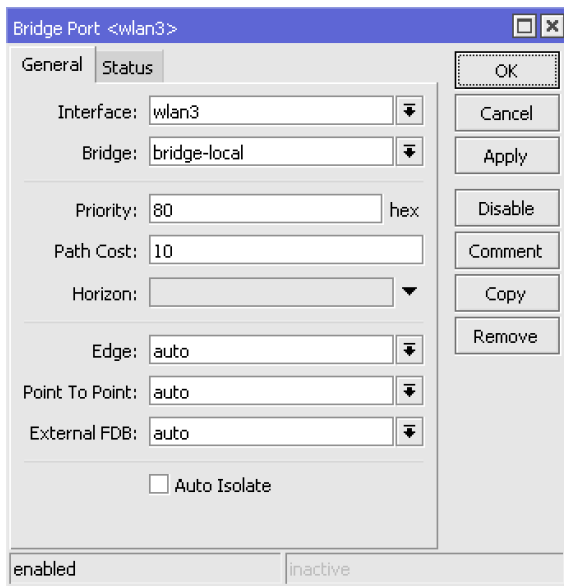 Bridge Port <wlan3>
General Status
Interface: wlan3
Bridge: bridge-local
Priority: 80 hex
Path Cost: 10
Horizon:
Edge: auto
Point To Point: auto
External FDB: auto
Auto Isolate
OK
Cancel
Apply
Disable
Comment
Copy
Remove
enabled inactive